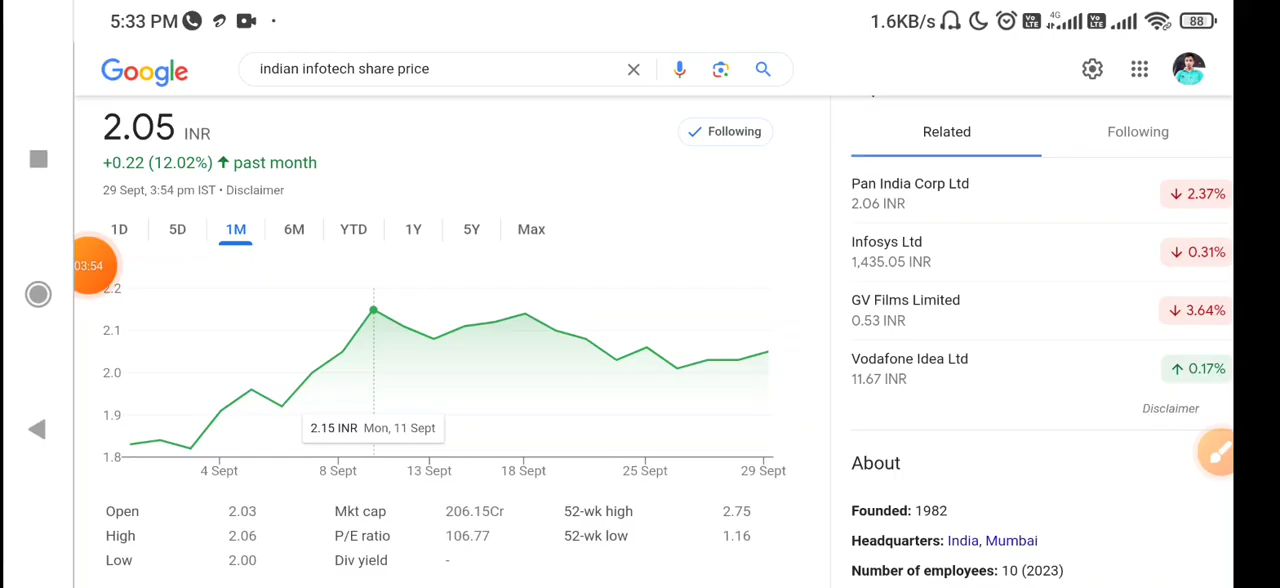 5:33 PM
1.6KB/s
Vo LTE
4G
Vo LTE
88
Google
indian infotech share price
2.05 INR
Following
+0.22 (12.02%) ↑ past month
29 Sept, 3:54 pm IST • Disclaimer
1D 5D 1M 6M YTD 1Y 5Y Max
03:54
2.2
2.1
2.0
1.9
1.8
2.15 INR Mon, 11 Sept
4 Sept 8 Sept 13 Sept 18 Sept 25 Sept 29 Sept
Open 2.03 Mkt cap 206.15Cr 52-wk high 2.75
High 2.06 P/E ratio 106.77 52-wk low 1.16
Low 2.00 Div yield -
Related Following
Pan India Corp Ltd
2.06 INR
↓ 2.37%
Infosys Ltd
1,435.05 INR
↓ 0.31%
GV Films Limited
0.53 INR
↓ 3.64%
Vodafone Idea Ltd
11.67 INR
↑ 0.17%
Disclaimer
About
Founded: 1982
Headquarters: India, Mumbai
Number of employees: 10 (2023)